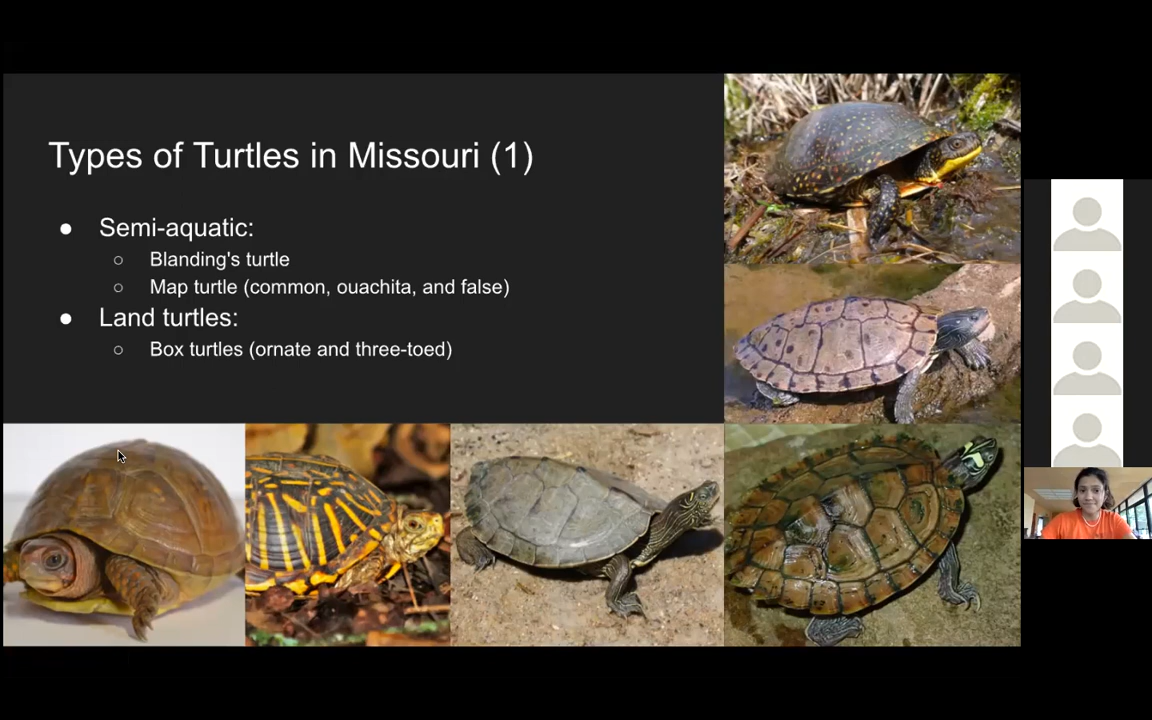 Types of Turtles in Missouri (1)
● Semi-aquatic:
○ Blanding's turtle
○ Map turtle (common, ouachita, and false)
● Land turtles:
○ Box turtles (ornate and three-toed)